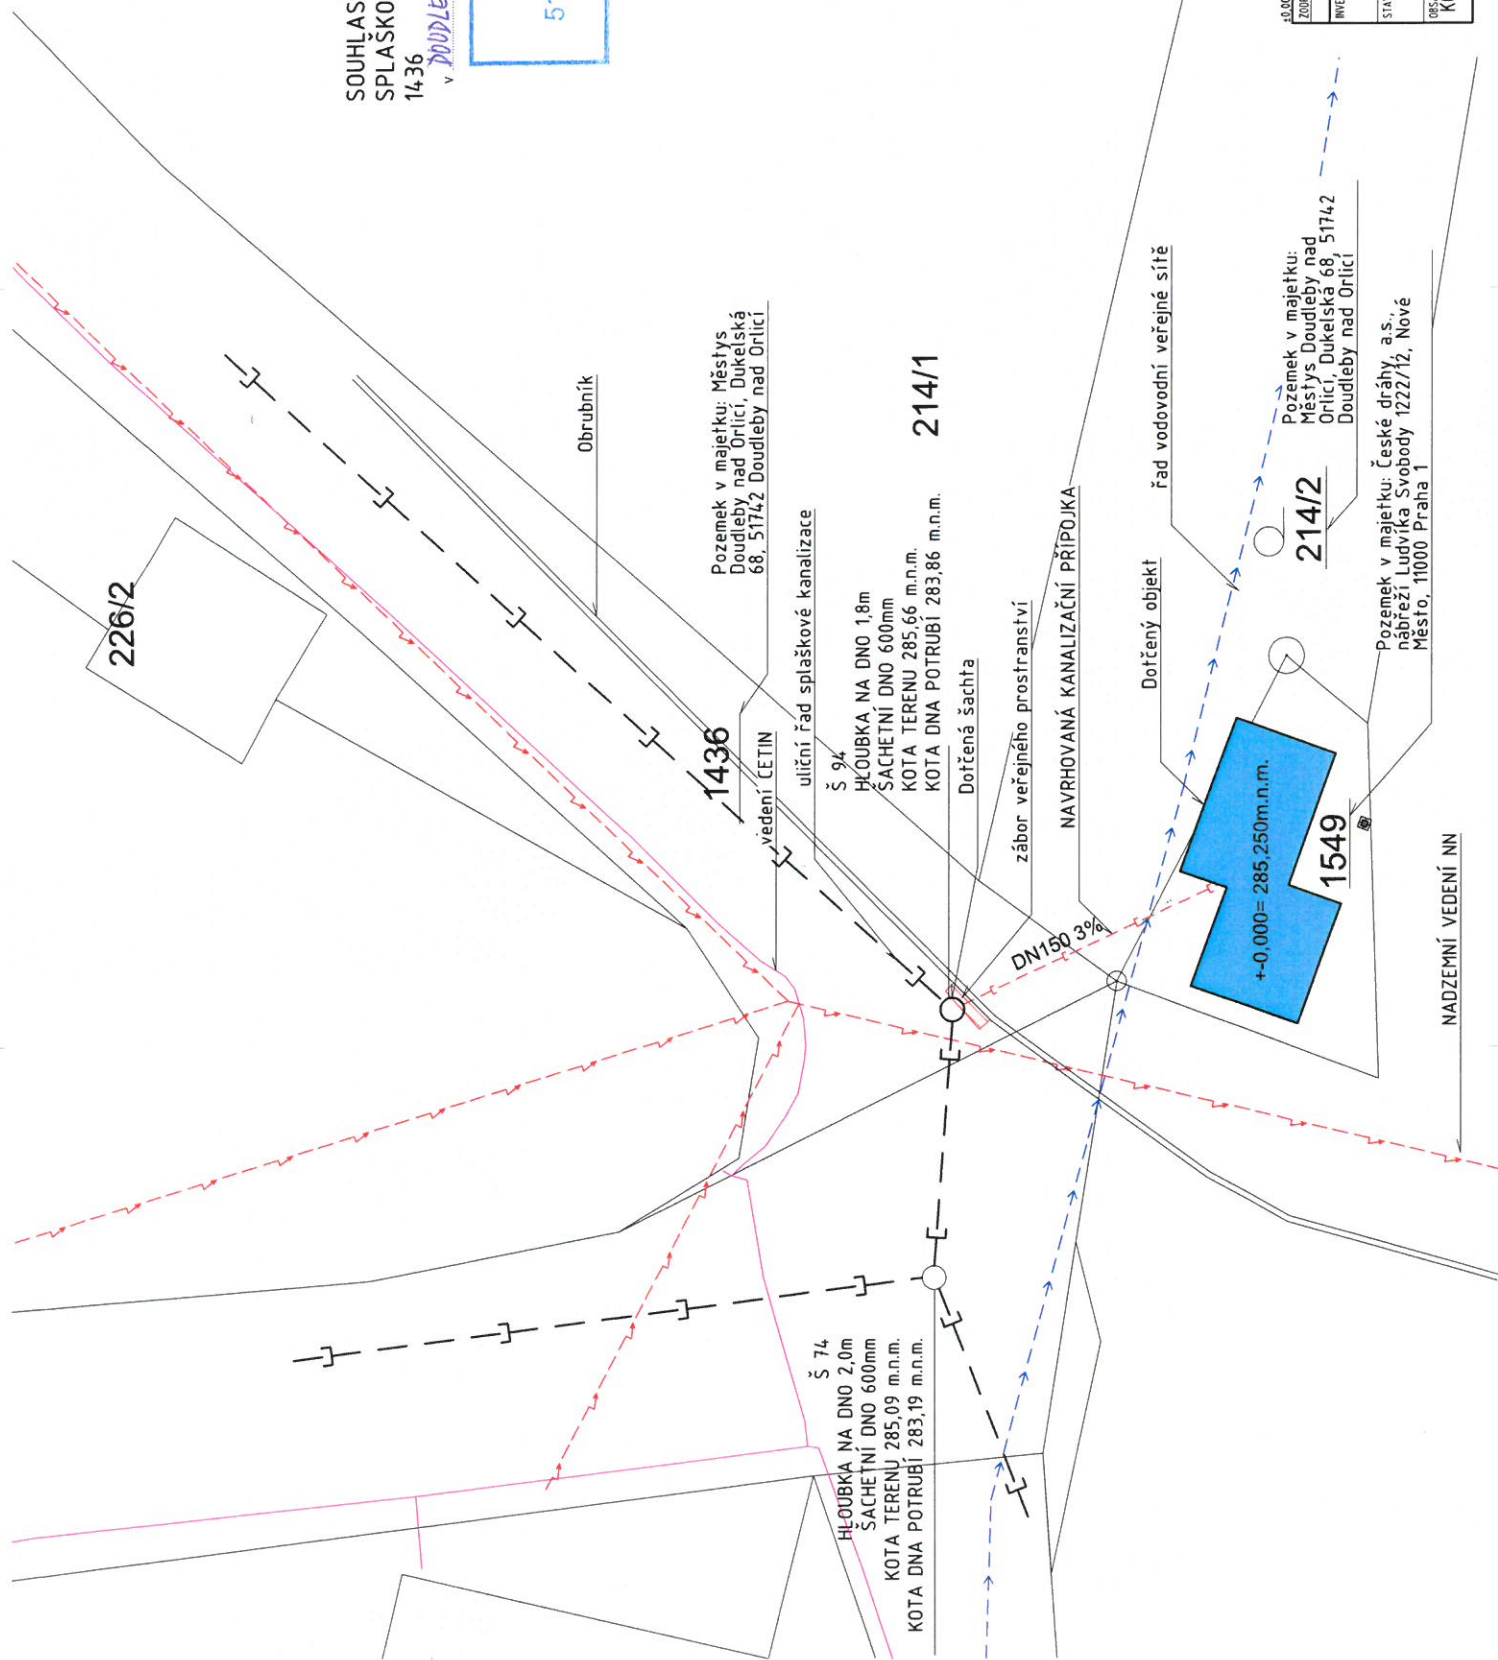 SOUHLAS
SPLAŠKO
1436
v
226/2
Obrubník
Pozemek v majetku: Městys
Doudleby nad Orlicí, Dukelská
68, 51742 Doudleby nad Orlicí
1436
vedení CETIN
uliční řad splaškové kanalizace
Š 94
HLOUBKA NA DNO 1,8m
ŠACHETNÍ DNO 600mm
KOTA TERENU 285,66 m.n.m.
KOTA DNA POTRUBÍ 283,86 m.n.m.
214/1
Dotčená šachta
zábor veřejného prostranství
NAVRHOVANÁ KANALIZAČNÍ PŘÍPOJKA
DN150 3%
Dotčený objekt
řad vodovodní veřejné sítě
+-0,000= 285,250m.n.m.
Pozemek v majetku:
Městys Doudleby nad
Orlicí, Dukelská 68, 51742
Doudleby nad Orlicí
214/2
1549
Pozemek v majetku: České dráhy, a.s.,
nábřeží Ludvíka Svobody 1222/12, Nové
Město, 11000 Praha 1
NADZEMNÍ VEDENÍ NN
Š 74
HLOUBKA NA DNO 2,0m
ŠACHETNÍ DNO 600mm
KOTA TERENU 285,09 m.n.m.
KOTA DNA POTRUBÍ 283,19 m.n.m.